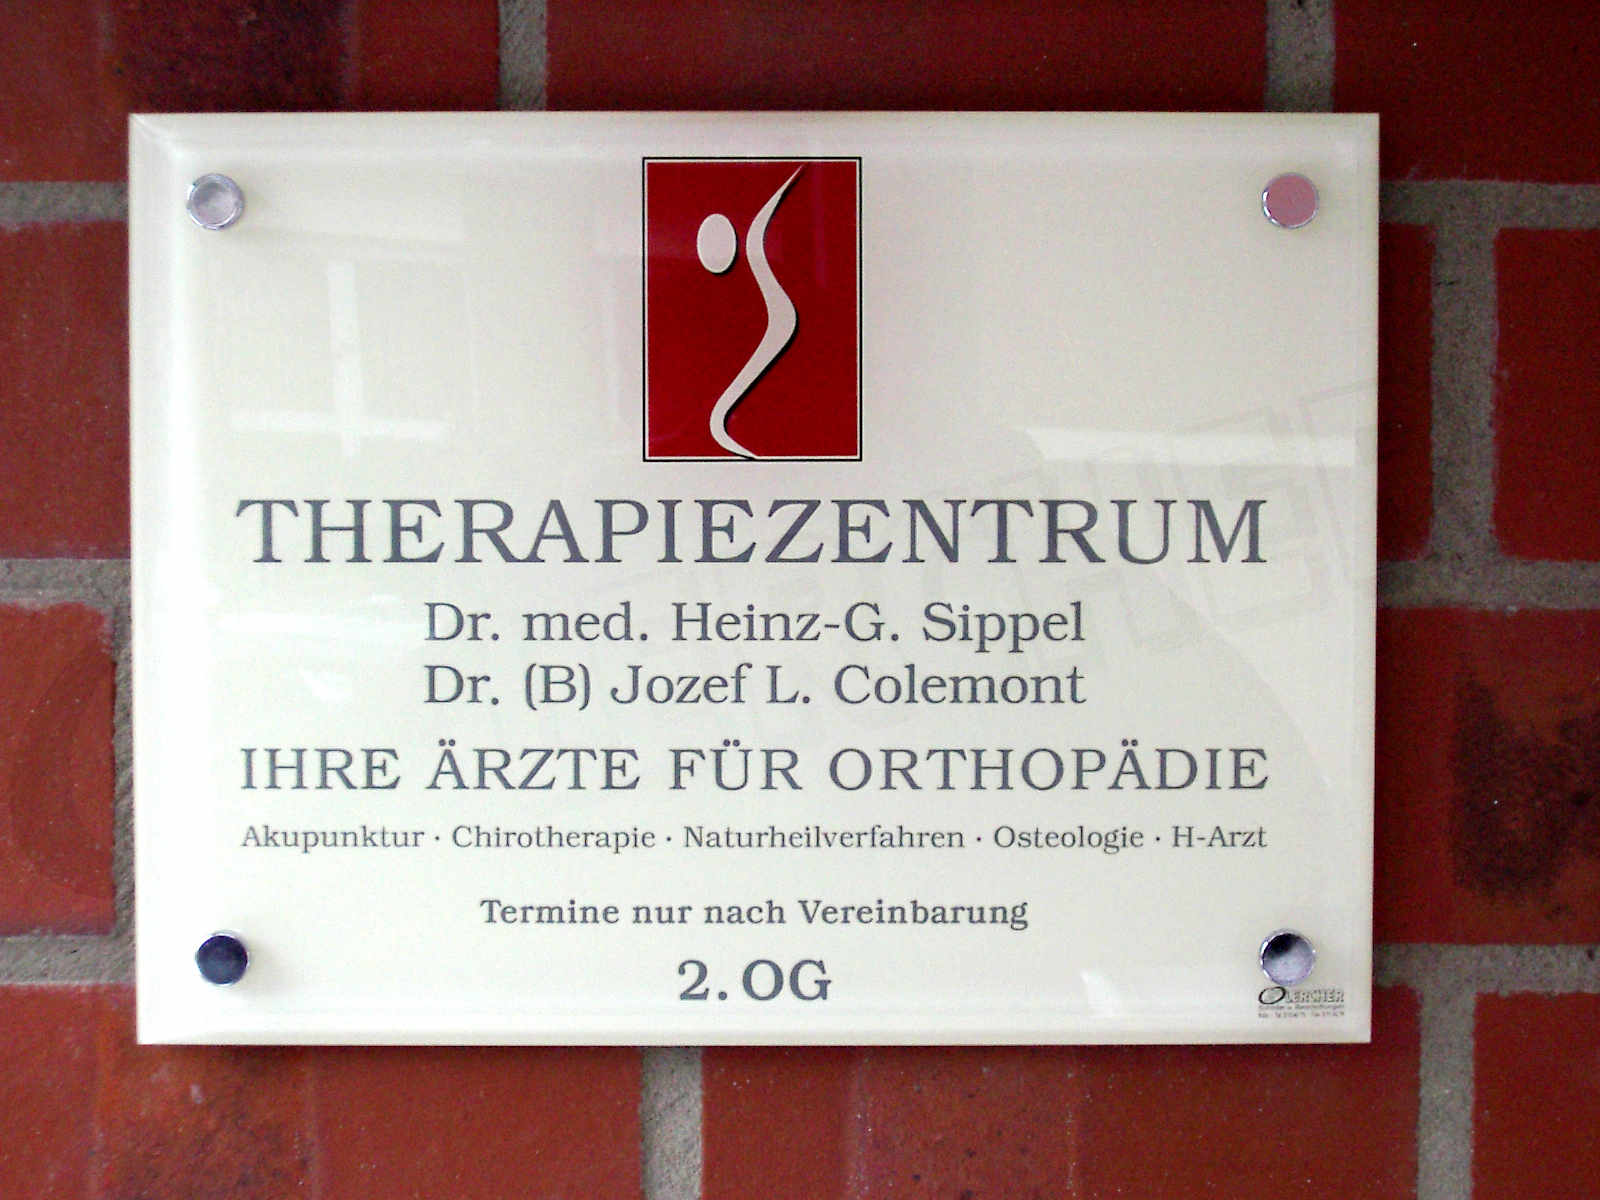 THERAPIEZENTRUM
Dr. med. Heinz-G. Sippel
Dr. (B) Jozef L. Colemont
IHRE ÄRZTE FÜR ORTHOPÄDIE
Akupunktur · Chirotherapie · Naturheilverfahren · Osteologie · H-Arzt
Termine nur nach Vereinbarung
2. OG